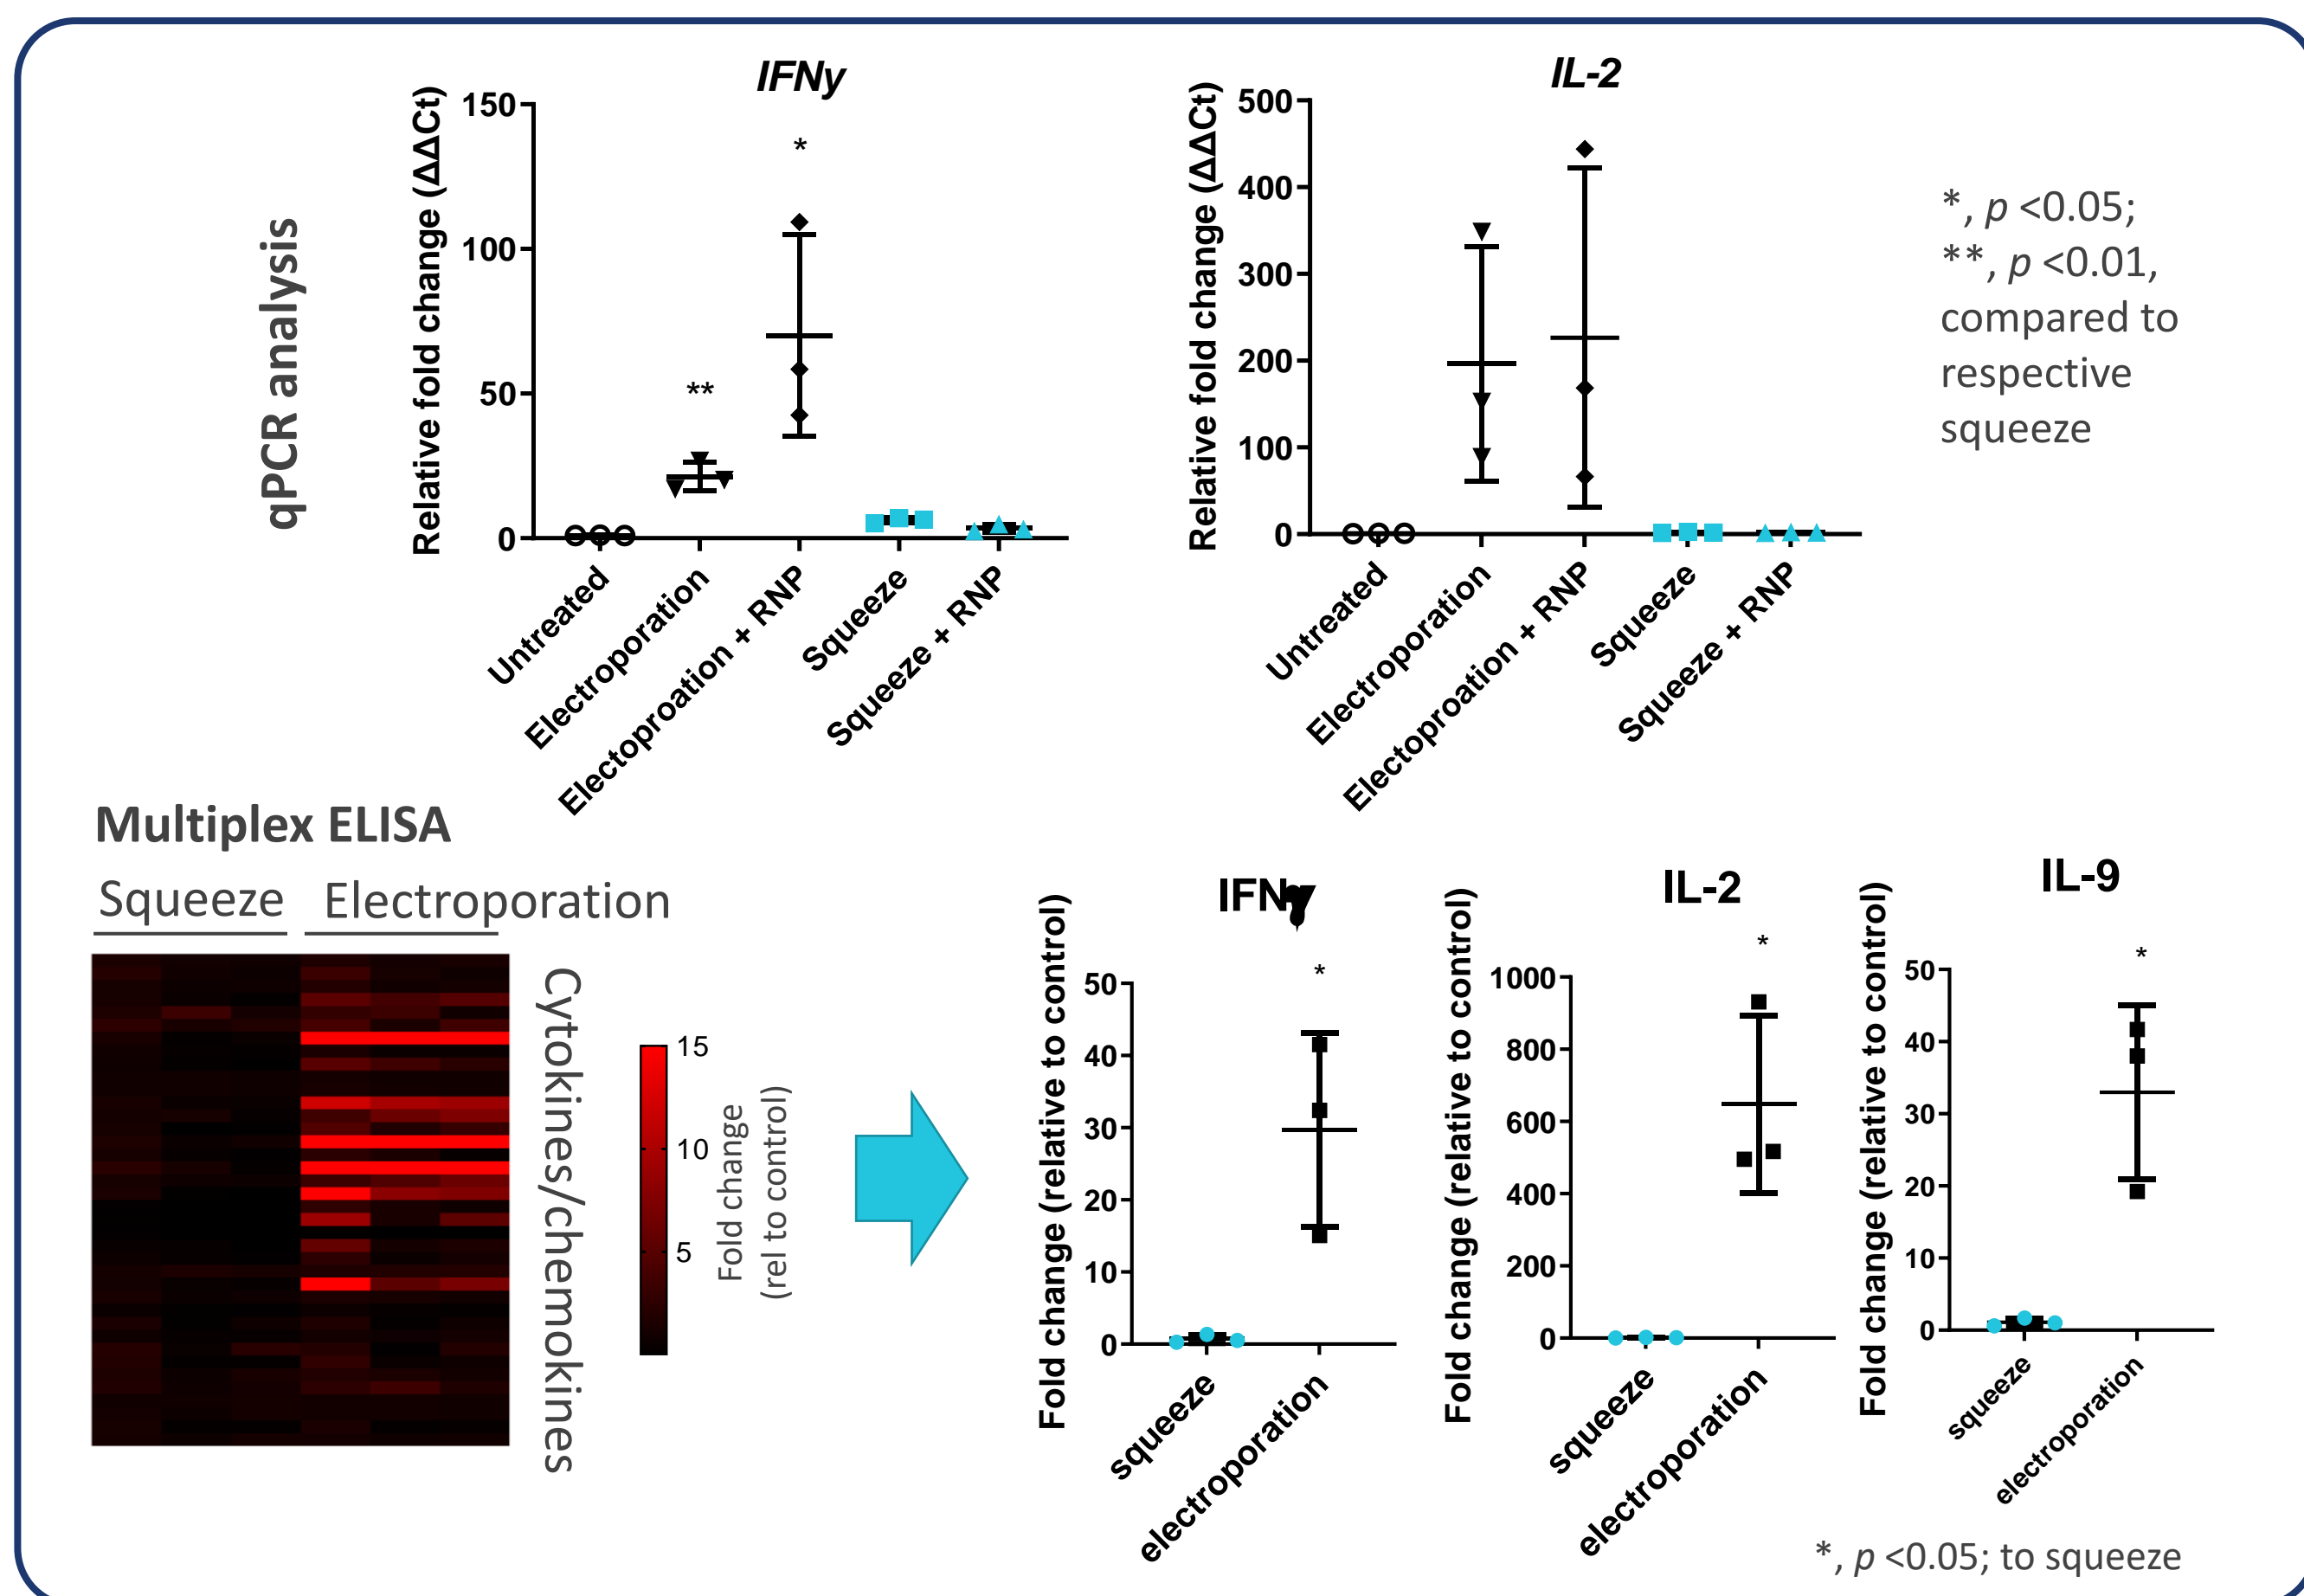 qPCR analysis
IFNy
Relative fold change (ΔΔCt)
150
100
50
0
*
**
Untreated
Electroporation
Electoproation + RNP
Squeeze
Squeeze + RNP
IL-2
Relative fold change (ΔΔCt)
500
400
300
200
100
0
Untreated
Electroporation
Electoproation + RNP
Squeeze
Squeeze + RNP
*, p <0.05;
**, p <0.01,
compared to
respective
squeeze
Multiplex ELISA
Squeeze
Electroporation
Cytokines/chemokines
15
10
5
Fold change
(rel to control)
IFNγ
Fold change (relative to control)
50
40
30
20
10
0
*
squeeze
electroporation
IL-2
Fold change (relative to control)
1000
800
600
400
200
0
*
squeeze
electroporation
IL-9
Fold change (relative to control)
50
40
30
20
10
0
*
squeeze
electroporation
*, p <0.05; to squeeze